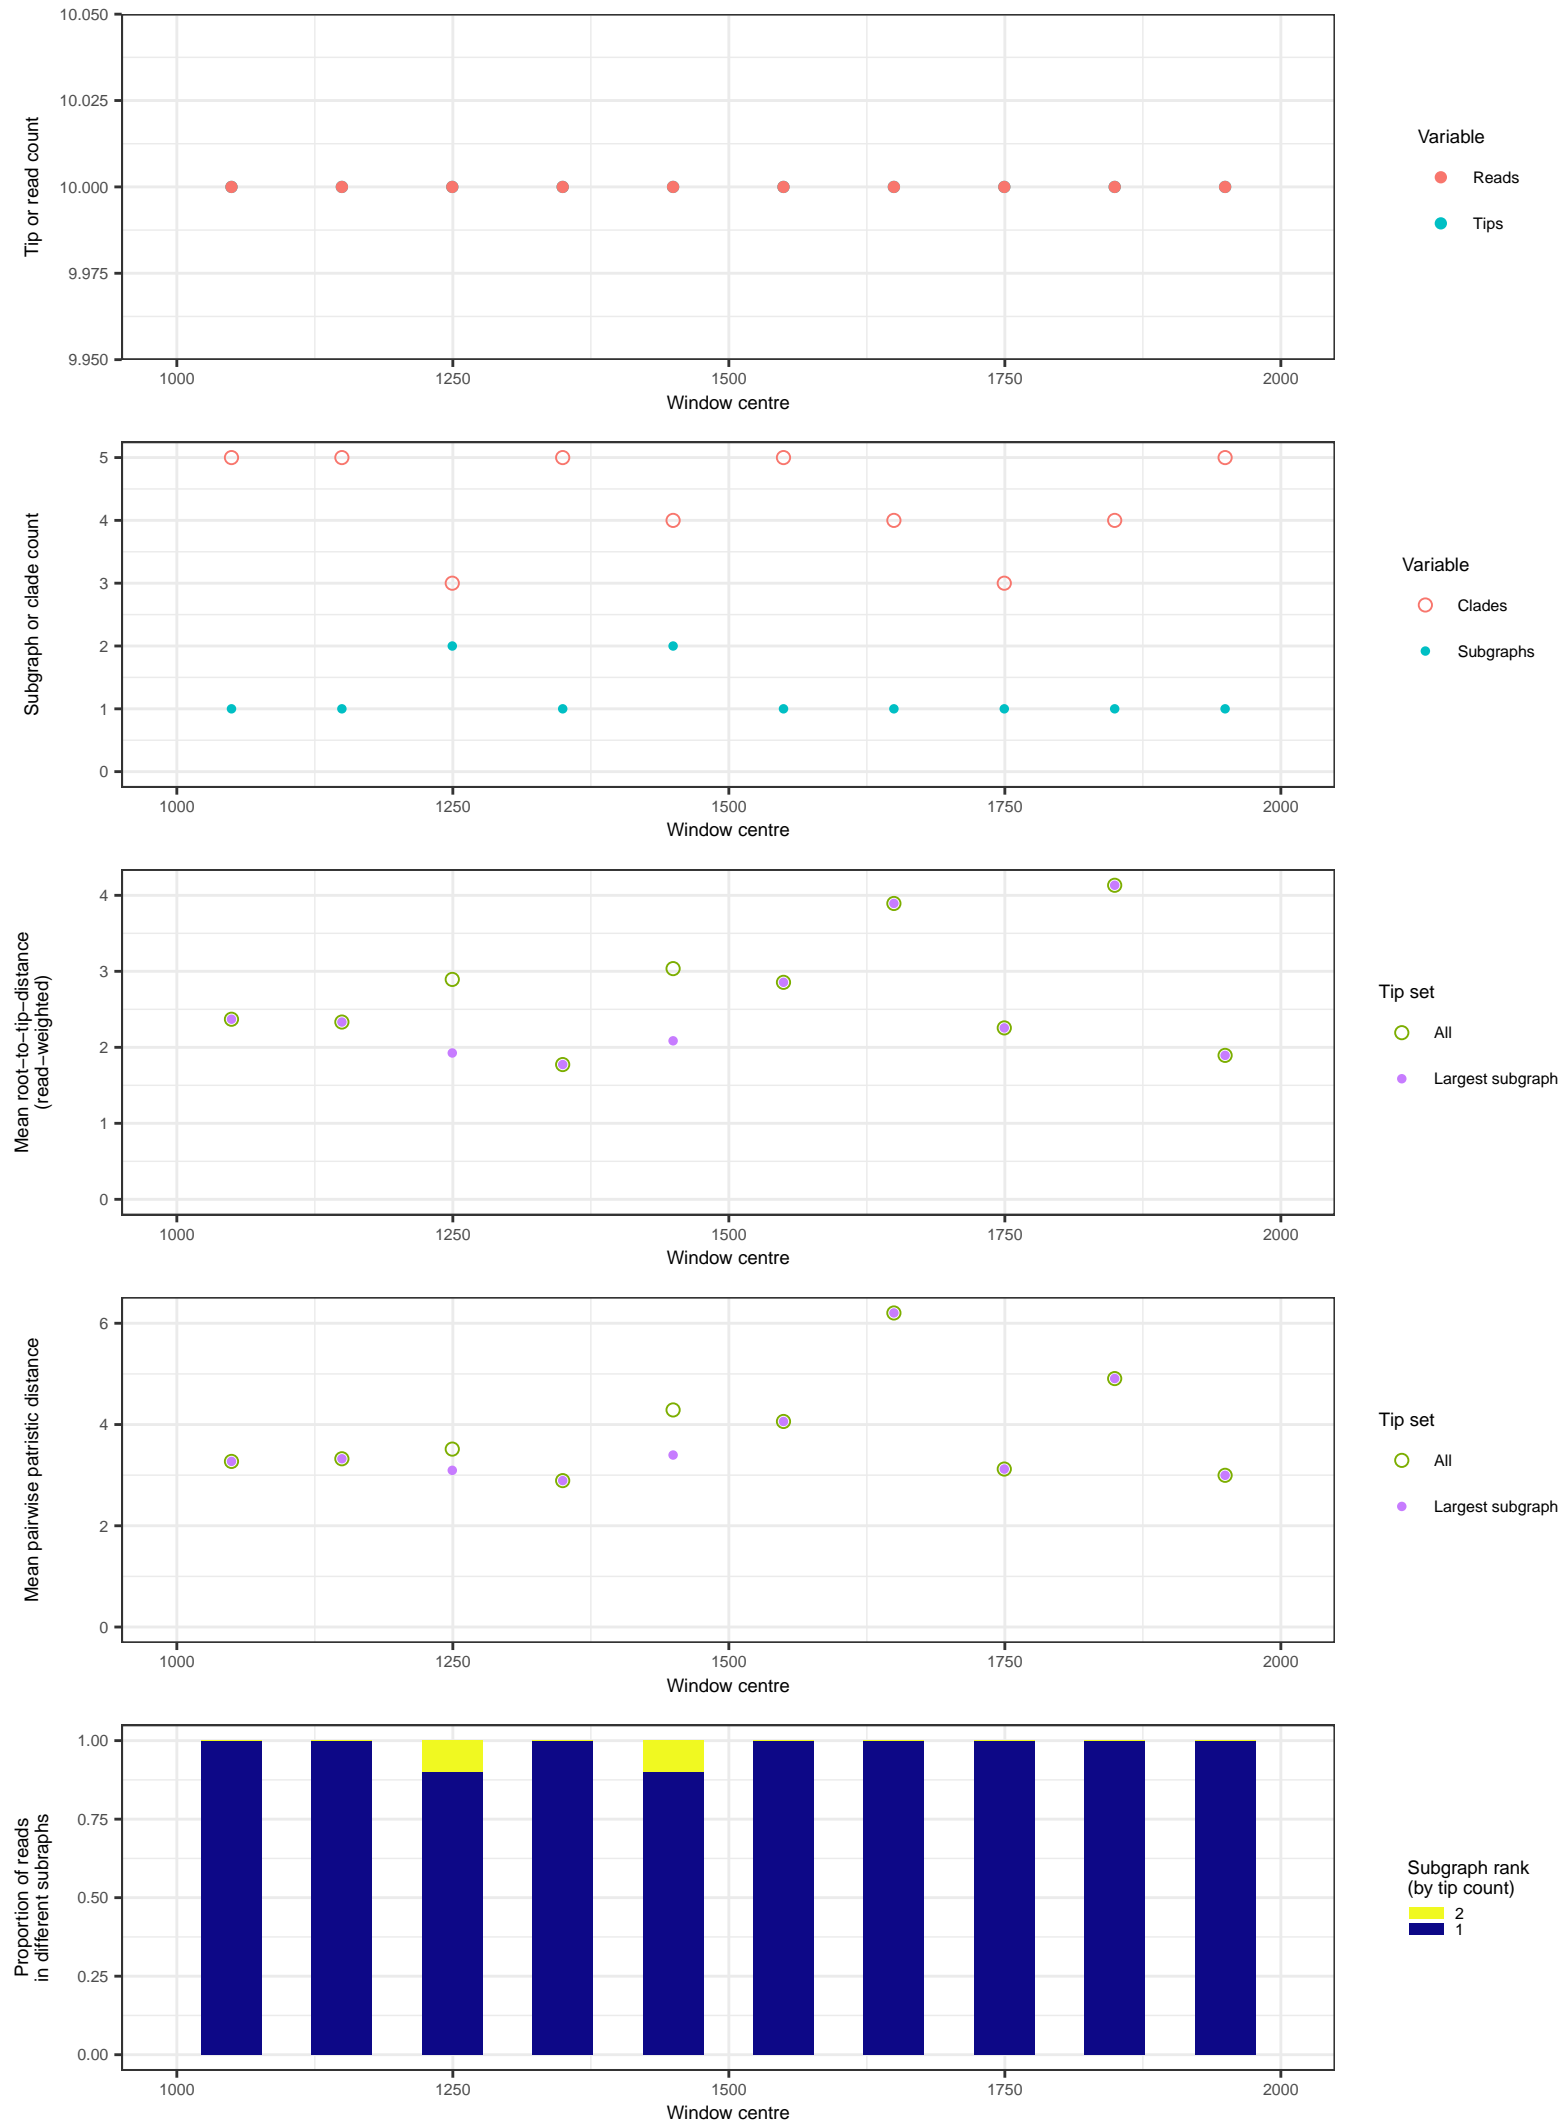 10.050
10.025
10.000
9.975
9.950
Tip or read count
1000 1250 1500 1750 2000
Window centre
Variable
Reads
Tips
5
4
3
2
1
0
Subgraph or clade count
1000 1250 1500 1750 2000
Window centre
Variable
Clades
Subgraphs
4
3
2
1
0
Mean root−to−tip−distance
(read−weighted)
1000 1250 1500 1750 2000
Window centre
Tip set
All
Largest subgraph
6
4
2
0
Mean pairwise patristic distance
1000 1250 1500 1750 2000
Window centre
Tip set
All
Largest subgraph
1.00
0.75
0.50
0.25
0.00
Proportion of reads
in different subraphs
1000 1250 1500 1750 2000
Window centre
Subgraph rank
(by tip count)
2
1